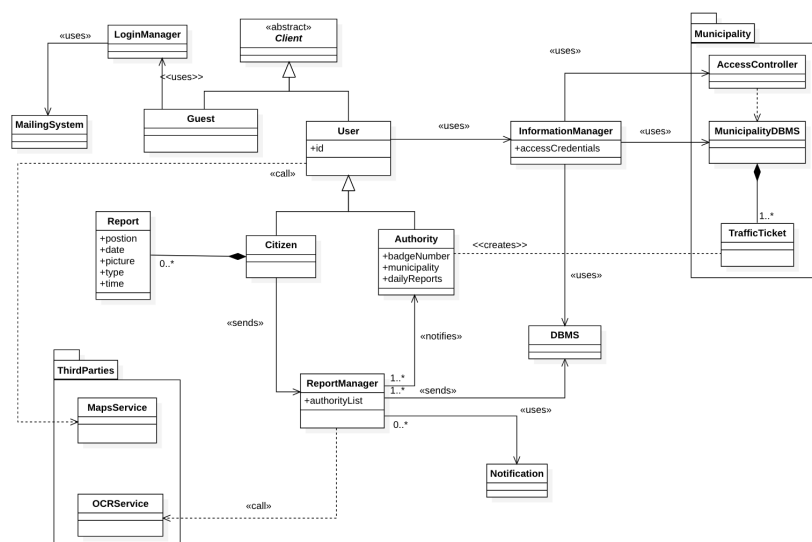 «uses»
LoginManager
«abstract»
Client
<<uses>>
MailingSystem
Guest
User
+id
«uses»
InformationManager
+accessCredentials
«uses»
«uses»
Municipality
AccessController
MunicipalityDBMS
1..*
TrafficTicket
«call»
Report
+postion
+date
+picture
+type
+time
0..*
Citizen
Authority
+badgeNumber
+municipality
+dailyReports
<<creates>>
«uses»
«sends»
«notifies»
DBMS
ThirdParties
MapsService
ReportManager
+authorityList
1..*
1..*
«sends»
0..*
«uses»
Notification
OCRService
«call»